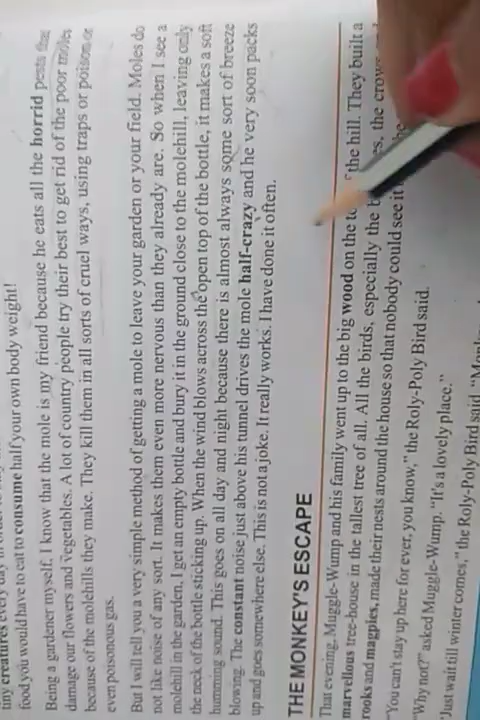 tiny creatures every day in order to
food you would have to eat to consume half your own body weight!
Being a gardener myself, I know that the mole is my friend because he eats all the horrid pests that
damage our flowers and vegetables. A lot of country people try their best to get rid of the poor moles
because of the molehills they make. They kill them in all sorts of cruel ways, using traps or poison or
even poisonous gas.
But I will tell you a very simple method of getting a mole to leave your garden or your field. Moles do
not like noise of any sort. It makes them even more nervous than they already are. So when I see a
molehill in the garden, I get an empty bottle and bury it in the ground close to the molehill, leaving only
the neck of the bottle sticking up. When the wind blows across the open top of the bottle, it makes a soft
humming sound. This goes on all day and night because there is almost always some sort of breeze
blowing. The constant noise just above his tunnel drives the mole half-crazy and he very soon packs
up and goes somewhere else. This is not a joke. It really works. I have done it often.
THE MONKEY'S ESCAPE
That evening, Muggle-Wump and his family went up to the big wood on the the hill. They built a
marvellous tree-house in the tallest tree of all. All the birds, especially the the crows
rooks and magpies, made their nests around the house so that nobody could see it
"You can't stay up here for ever, you know," the Roly-Poly Bird said.
"Why not?" asked Muggle-Wump. "It's a lovely place."
"Just wait till winter comes," the Roly-Poly Bird said.